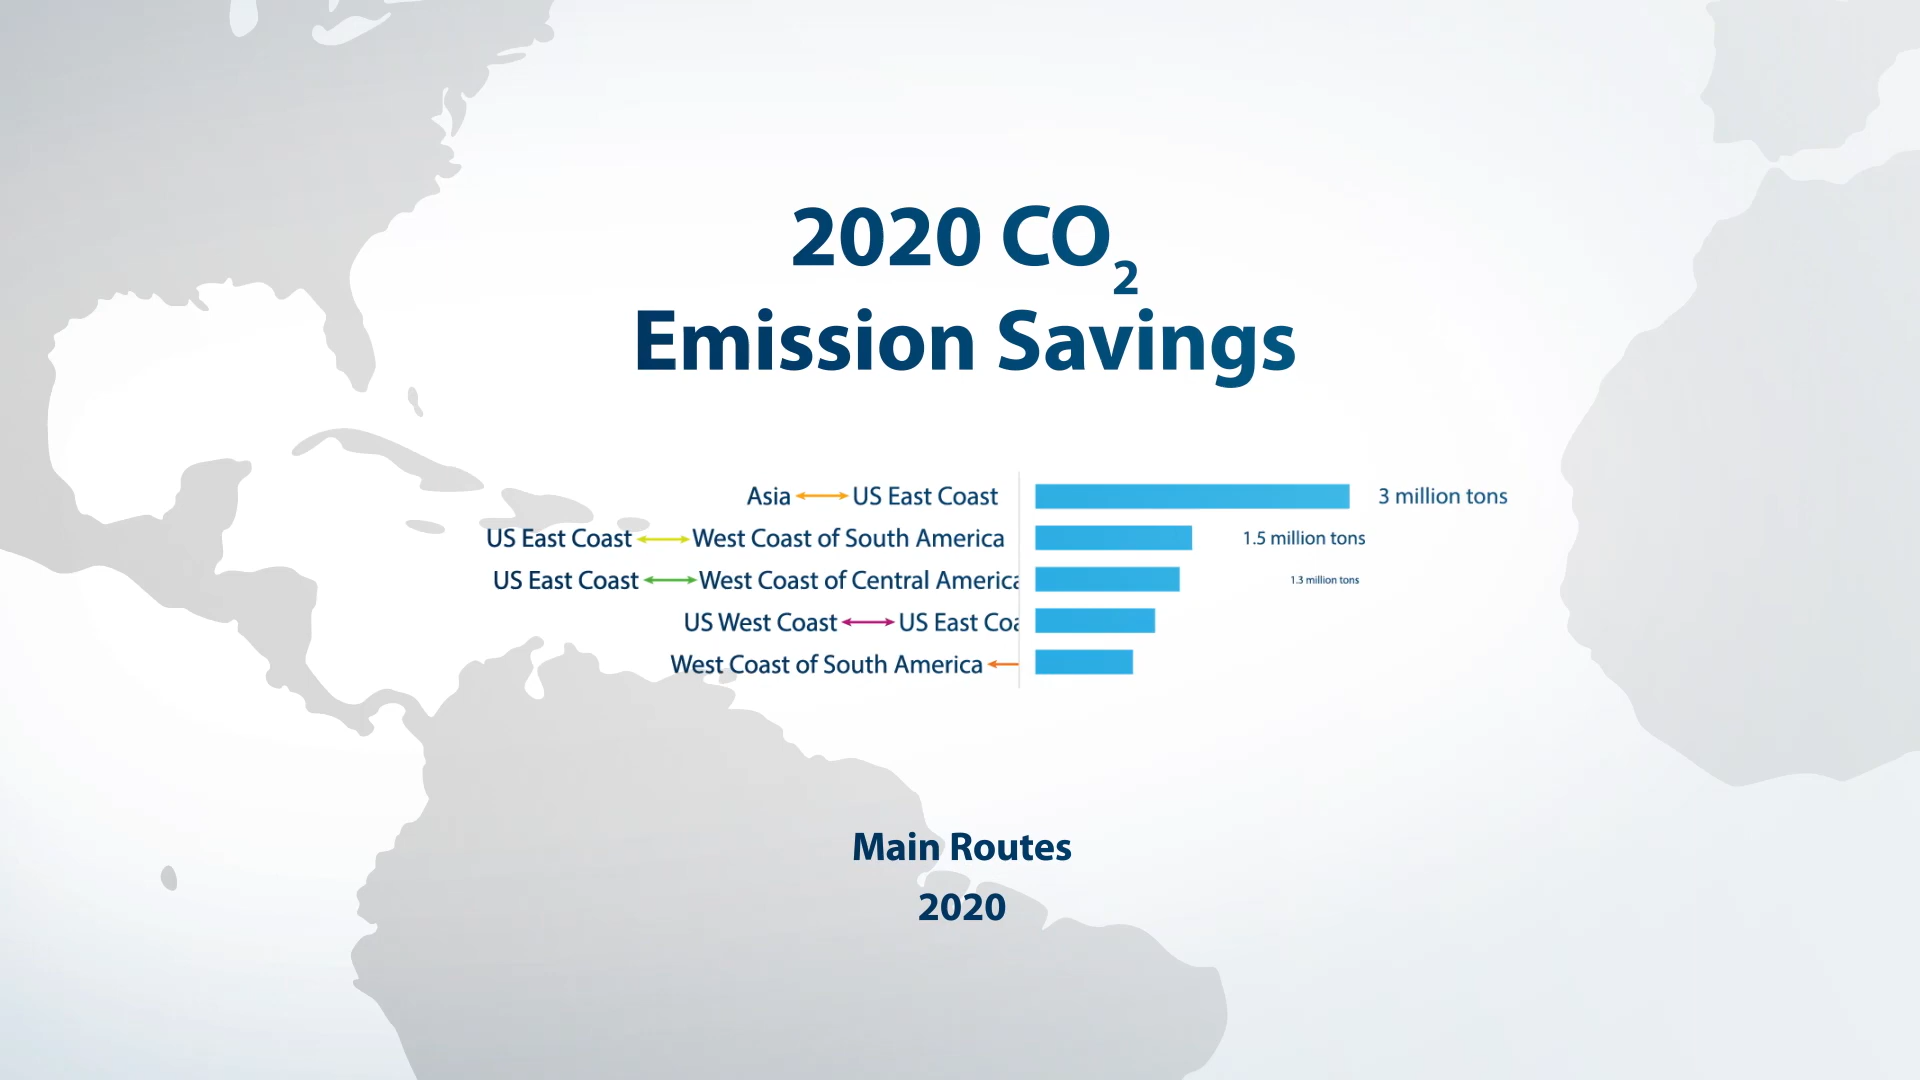 2020 CO₂
Emission Savings
Asia US East Coast 3 million tons
US East Coast West Coast of South America 1.5 million tons
US East Coast West Coast of Central America 1.3 million tons
US West Coast US East Coa
West Coast of South America
Main Routes
2020